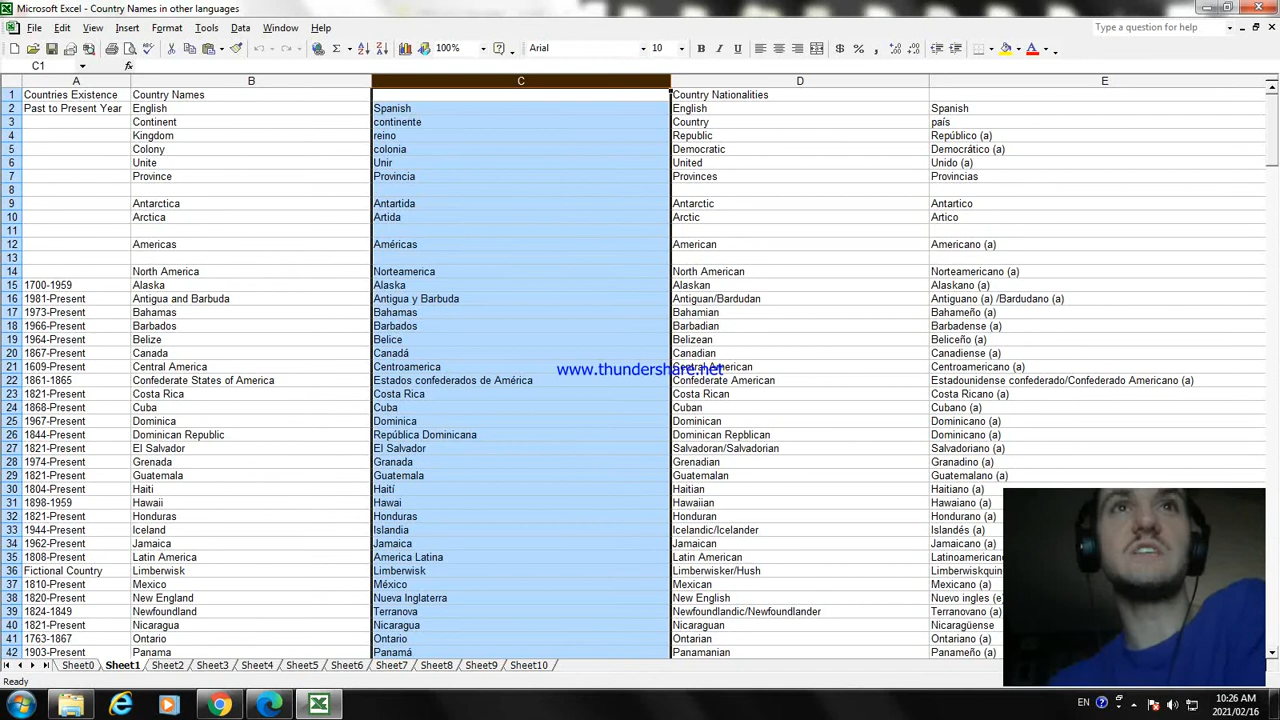 Microsoft Excel - Country Names in other languages
File Edit View Insert Format Tools Data Window Help Type a question for help
100% Arial 10 B I U $ % ,
C1 fx
A B C D E
1 Countries Existence Country Names Country Nationalities
2 Past to Present Year English Spanish English Spanish
3 Continent continente Country país
4 Kingdom reino Republic Repúblico (a)
5 Colony colonia Democratic Democrático (a)
6 Unite Unir United Unido (a)
7 Province Provincia Provinces Provincias
8
9 Antarctica Antartida Antarctic Antartico
10 Arctica Artida Arctic Artico
11
12 Americas Américas American Americano (a)
13
14 North America Norteamerica North American Norteamericano (a)
15 1700-1959 Alaska Alaska Alaskan Alaskano (a)
16 1981-Present Antigua and Barbuda Antigua y Barbuda Antiguan/Bardudan Antiguano (a) /Bardudano (a)
17 1973-Present Bahamas Bahamas Bahamian Bahameño (a)
18 1966-Present Barbados Barbados Barbadian Barbadense (a)
19 1964-Present Belize Belice Belizean Beliceño (a)
20 1867-Present Canada Canadá Canadian Canadiense (a)
21 1609-Present Central America Centroamerica Central American Centroamericano (a)
www.thundershare.net
22 1861-1865 Confederate States of America Estados confederados de América Confederate American Estadounidense confederado/Confederado Americano (a)
23 1821-Present Costa Rica Costa Rica Costa Rican Costa Ricano (a)
24 1868-Present Cuba Cuba Cuban Cubano (a)
25 1967-Present Dominica Dominica Dominican Dominicano (a)
26 1844-Present Dominican Republic República Dominicana Dominican Repblican Dominicano (a)
27 1821-Present El Salvador El Salvador Salvadoran/Salvadorian Salvadoriano (a)
28 1974-Present Grenada Granada Grenadian Granadino (a)
29 1821-Present Guatemala Guatemala Guatemalan Guatemalano (a)
30 1804-Present Haiti Haití Haitian Haitiano (a)
31 1898-1959 Hawaii Hawai Hawaiian Hawaiano (a)
32 1821-Present Honduras Honduras Honduran Hondurano (a)
33 1944-Present Iceland Islandia Icelandic/Icelander Islandés (a)
34 1962-Present Jamaica Jamaica Jamaican Jamaicano (a)
35 1808-Present Latin America America Latina Latin American Latinoamericano
36 Fictional Country Limberwisk Limberwisk Limberwisker/Hush Limberwiskquin
37 1810-Present Mexico México Mexican Mexicano (a)
38 1820-Present New England Nueva Inglaterra New English Nuevo ingles (e)
39 1824-1849 Newfoundland Terranova Newfoundlandic/Newfoundlander Terranovano (a)
40 1821-Present Nicaragua Nicaragua Nicaraguan Nicaragüense
41 1763-1867 Ontario Ontario Ontarian Ontariano (a)
42 1903-Present Panama Panamá Panamanian Panameño (a)
Sheet0 Sheet1 Sheet2 Sheet3 Sheet4 Sheet5 Sheet6 Sheet7 Sheet8 Sheet9 Sheet10
Ready
EN 10:26 AM
2021/02/16